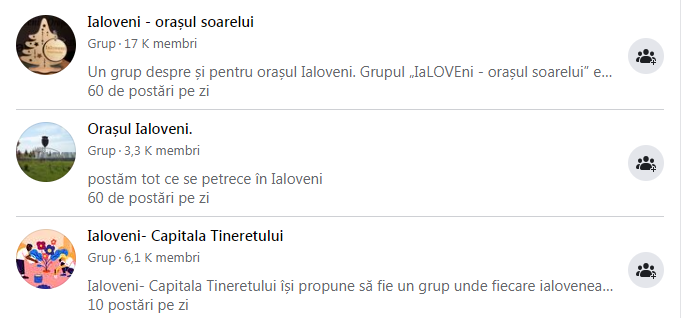 Ialoveni - orașul soarelui
Grup · 17 K membri
Un grup despre și pentru orașul Ialoveni. Grupul „IaLOVEni - orașul soarelui” e...
60 de postări pe zi
Orașul Ialoveni.
Grup · 3,3 K membri
postăm tot ce se petrece în Ialoveni
60 de postări pe zi
Ialoveni- Capitala Tineretului
Grup · 6,1 K membri
Ialoveni- Capitala Tineretului își propune să fie un grup unde fiecare ialovenea...
10 postări pe zi